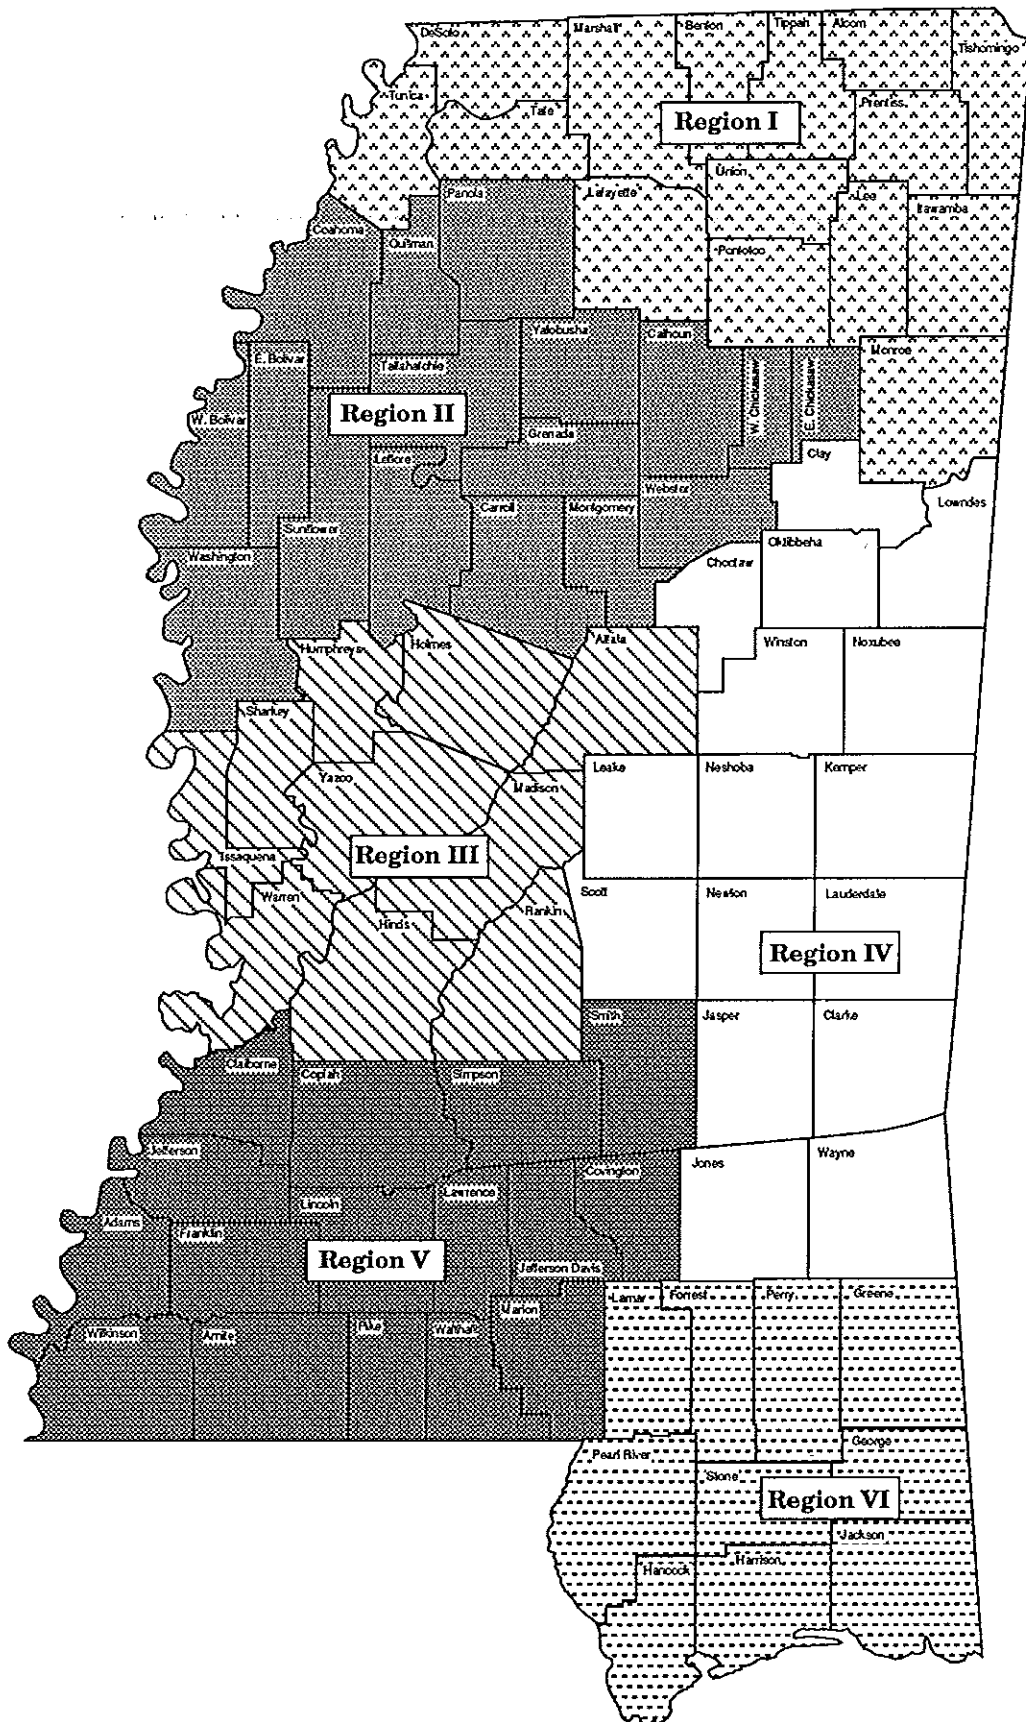 DeSoto
Marshall
Benton
Tippah
Alcorn
Tishomingo
Tunica
Tate
Region I
Prentiss
Union
Panola
Lafayette
Lee
Itawamba
Coahoma
Quitman
Pontotoc
Yalobusha
Calhoun
Monroe
E. Bolivar
Tallahatchie
W. Chickasaw
E. Chickasaw
W. Bolivar
Region II
Grenada
Leflore
Clay
Webster
Lowndes
Carroll
Montgomery
Sunflower
Oktibbeha
Washington
Choctaw
Humphreys
Holmes
Attala
Winston
Noxubee
Sharkey
Yazoo
Madison
Leake
Neshoba
Kemper
Issaquena
Region III
Warren
Hinds
Rankin
Scott
Newton
Lauderdale
Region IV
Smith
Jasper
Clarke
Claiborne
Copiah
Simpson
Jefferson
Covington
Jones
Wayne
Lincoln
Lawrence
Adams
Franklin
Region V
Jefferson Davis
Lamar
Forrest
Perry
Greene
Marion
Wilkinson
Amite
Pike
Walthall
Pearl River
George
Stone
Region VI
Jackson
Hancock
Harrison